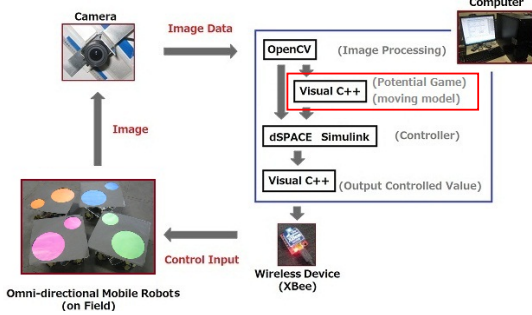 Camera
Computer
Image Data
OpenCV (Image Processing)
Visual C++ (Potential Game)
(moving model)
Image
dSPACE Simulink (Controller)
Visual C++ (Output Controlled Value)
Control Input
Wireless Device
(XBee)
Omni-directional Mobile Robots
(on Field)